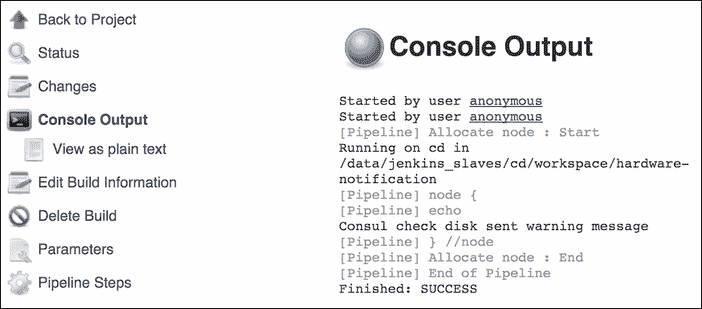 Back to Project
Status
Changes
Console Output
View as plain text
Edit Build Information
Delete Build
Parameters
Pipeline Steps
Console Output
Started by user anonymous
Started by user anonymous
[Pipeline] Allocate node : Start
Running on cd in
/data/jenkins_slaves/cd/workspace/hardware-
notification
[Pipeline] node {
[Pipeline] echo
Consul check disk sent warning message
[Pipeline] } //node
[Pipeline] Allocate node : End
[Pipeline] End of Pipeline
Finished: SUCCESS